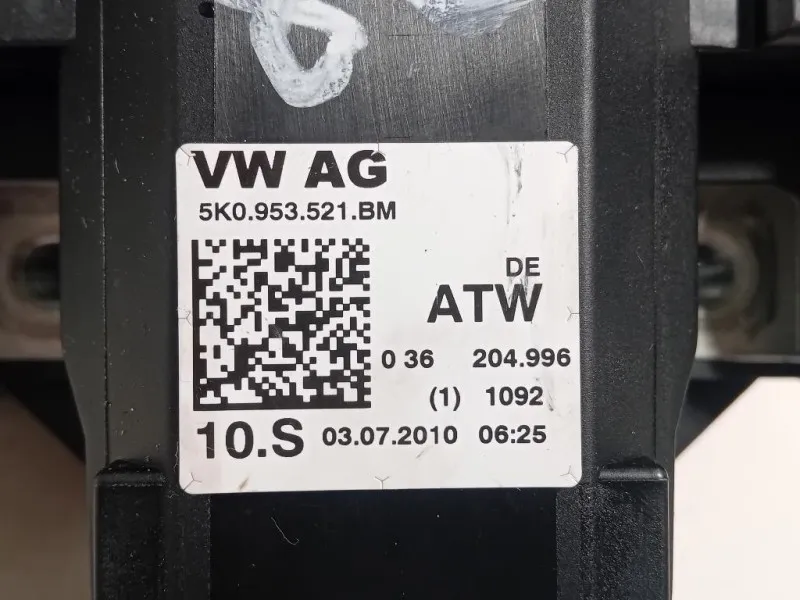 VW AG
5K0.953.521.BM
DE
ATW
0 36 204.996
(1) 1092
10.S 03.07.2010 06:25